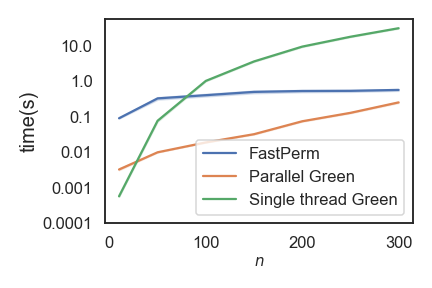 time(s)
10.0
1.0
0.1
0.01
0.001
0.0001
FastPerm
Parallel Green
Single thread Green
0 100 200 300
n